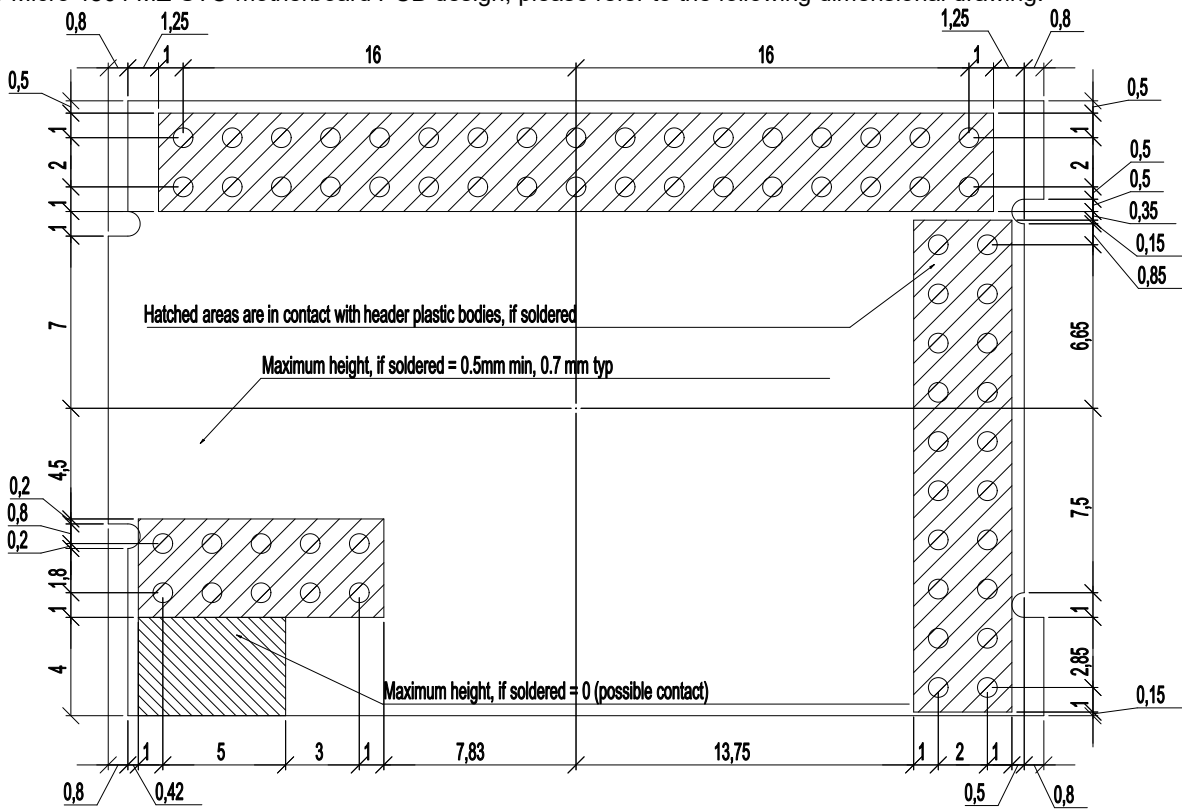 Micro motherboard PCB design, please refer to the following dimensional drawing.
0,8 1,25 1,25 0,8
1 16 16 1
0,5 0,5
1 1
2 2
0,5
0,5
1 0,35
1 0,15
0,85
Hatched areas are in contact with header plastic bodies, if soldered
7 6,65
Maximum height, if soldered = 0.5mm min, 0.7 mm typ
4,5
0,2 7,5
0,8
0,2
1,8
1 1
4 2,85
Maximum height, if soldered = 0 (possible contact)
1 0,15
1 5 3 1 7,83 13,75 1 2 1
0,8 0,42 0,5 0,8